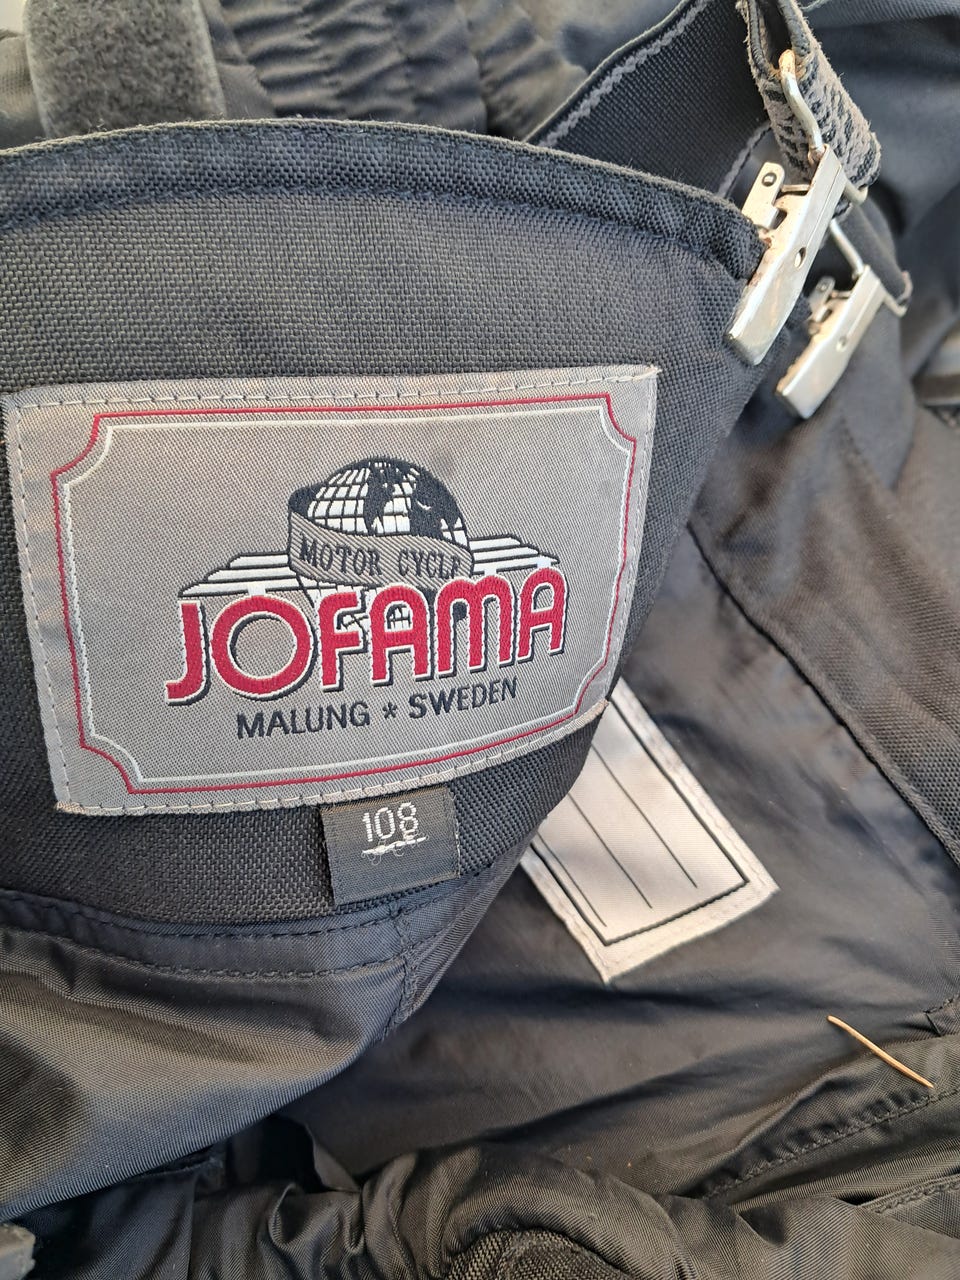 MOTOR CYCLE
JOFAMA
MALUNG * SWEDEN
108